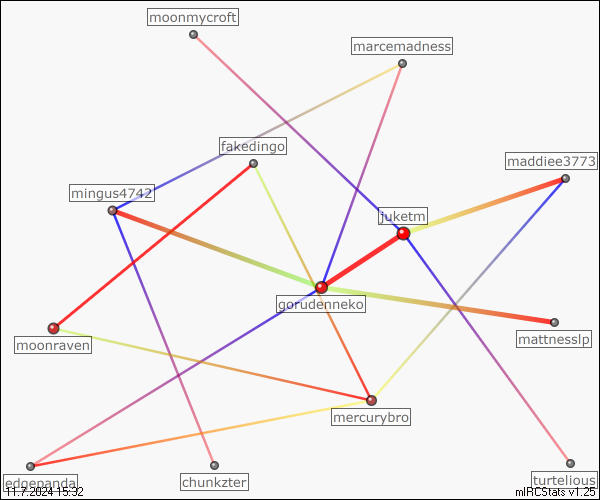 moonmycroft
marcemadness
fakedingo
maddiee3773
mingus4742
juketm
gorudenneko
moonraven
mattnesslp
mercurybro
edgepanda
chunkzter
turtelious
11.7.2024 15:32
mIRCStats v1.25